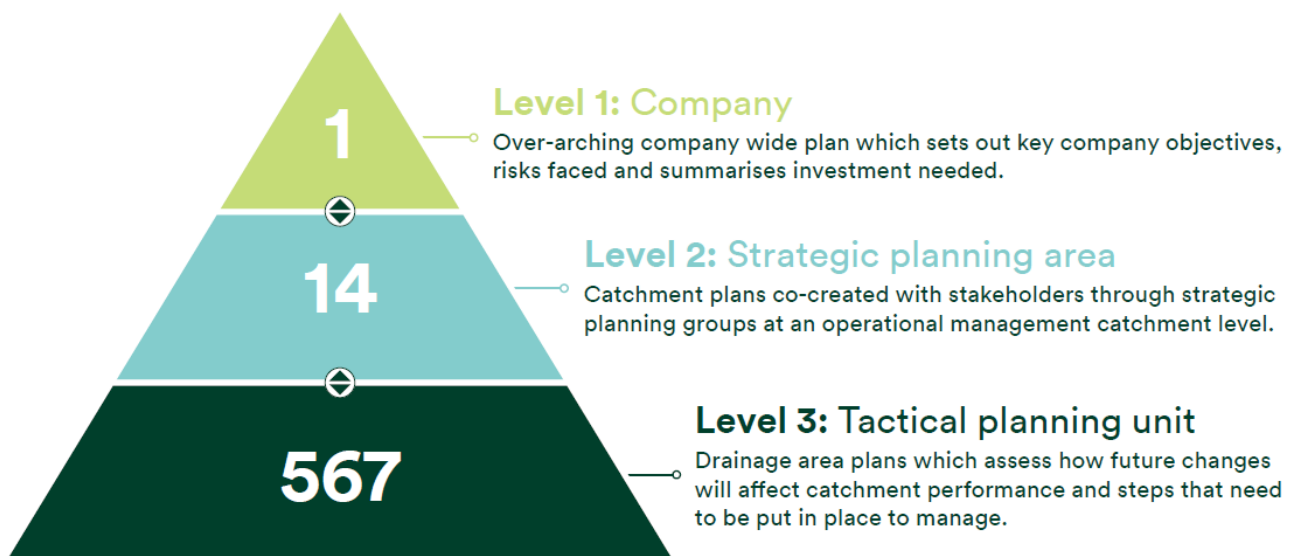 1
Level 1: Company
Over-arching company wide plan which sets out key company objectives,
risks faced and summarises investment needed.
14
Level 2: Strategic planning area
Catchment plans co-created with stakeholders through strategic
planning groups at an operational management catchment level.
567
Level 3: Tactical planning unit
Drainage area plans which assess how future changes
will affect catchment performance and steps that need
to be put in place to manage.